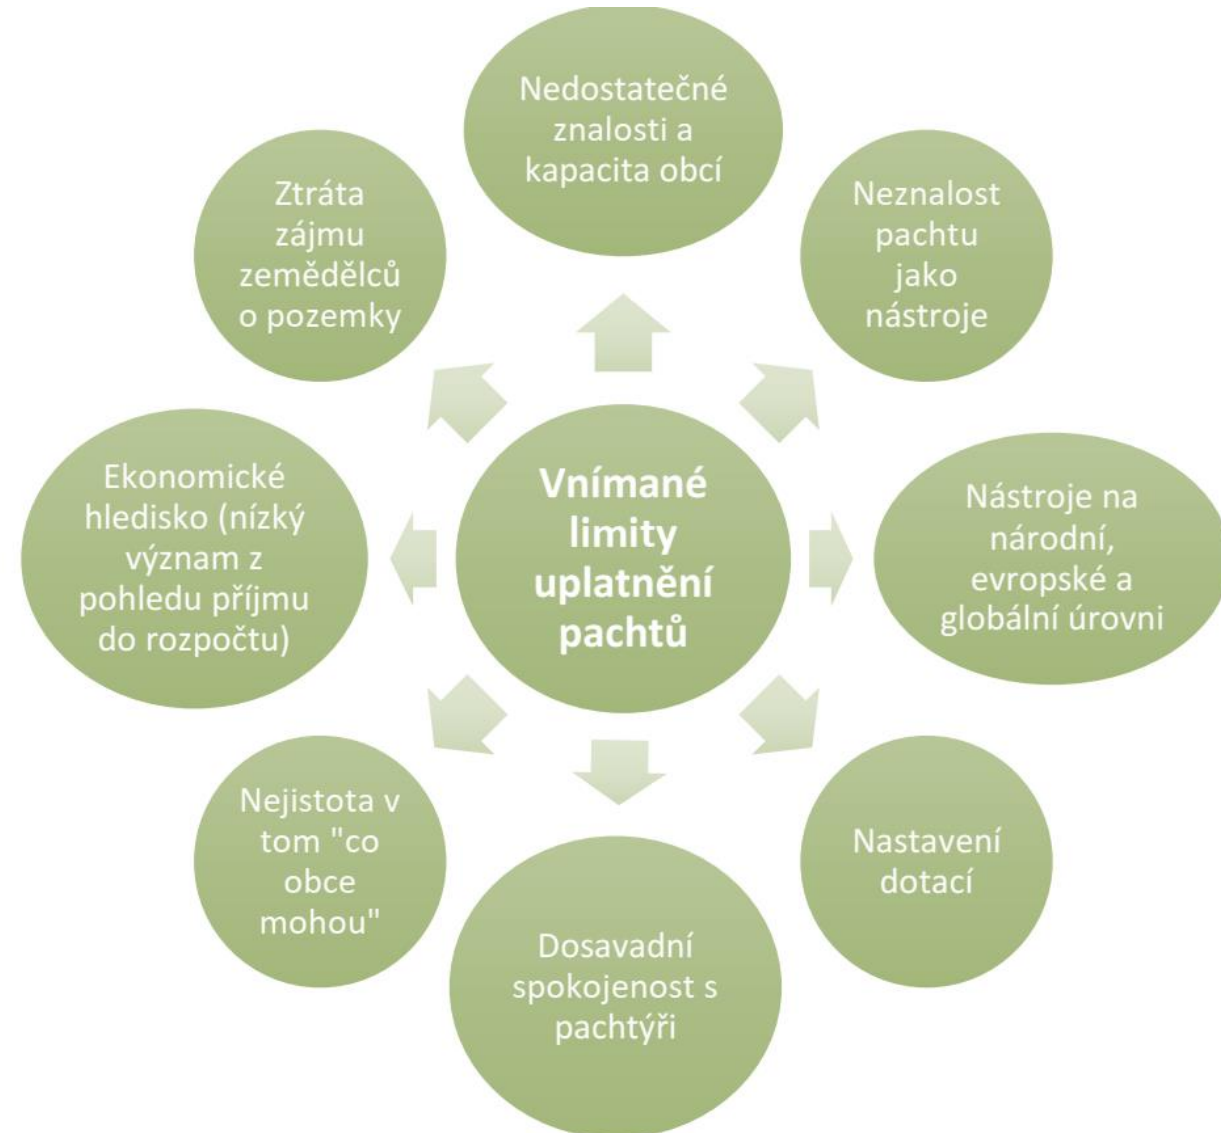 Nedostatečné
znalosti a
kapacita obcí
Neznalost
pachtu
jako
nástroje
Nástroje na
národní,
evropské a
globální úrovni
Nastavení
dotací
Dosavadní
spokojenost s
pachtýři
Nejistota v
tom "co
obce
mohou"
Ekonomické
hledisko (nízký
význam z
pohledu příjmu
do rozpočtu)
Ztráta
zájmu
zemědělců
o pozemky
Vnímané
limity
uplatnění
pachtů